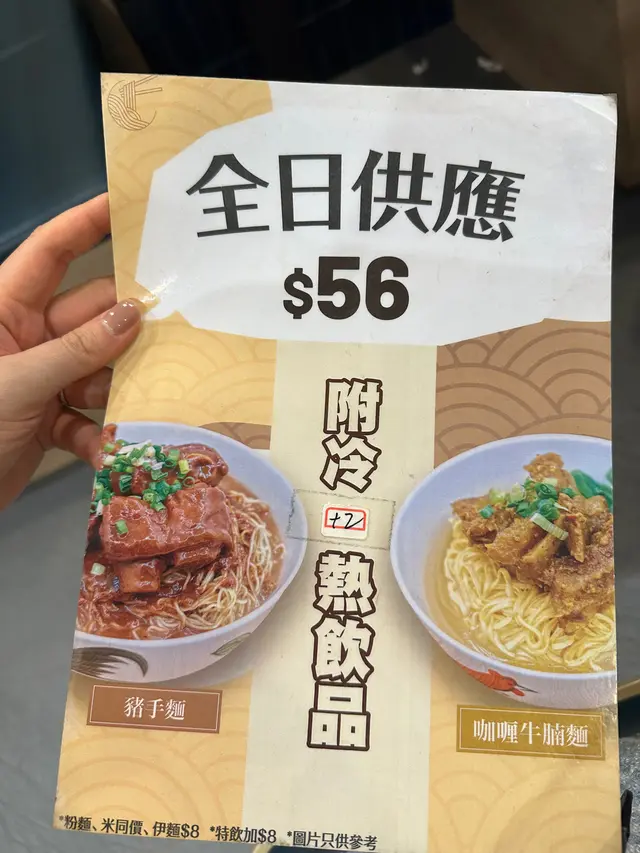 全日供應
$56
附冷
+2
熱飲品
豬手麵
咖喱牛腩麵
*粉麵、米同價、伊麵$8 *特飲加$8 *圖片只供參考